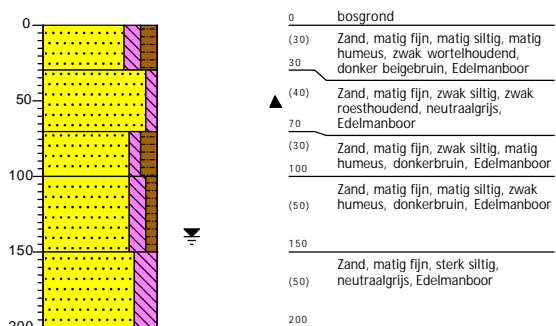 0
50
100
150
200
0 bosgrond
(30) Zand, matig fijn, matig siltig, matig
humeus, zwak wortelhoudend,
30 donker beigebruin, Edelmanboor
(40) Zand, matig fijn, zwak siltig, zwak
roesthoudend, neutraalgrijs,
70 Edelmanboor
(30) Zand, matig fijn, zwak siltig, matig
100 humeus, donkerbruin, Edelmanboor
Zand, matig fijn, matig siltig, zwak
(50) humeus, donkerbruin, Edelmanboor
150
Zand, matig fijn, sterk siltig,
(50) neutraalgrijs, Edelmanboor
200